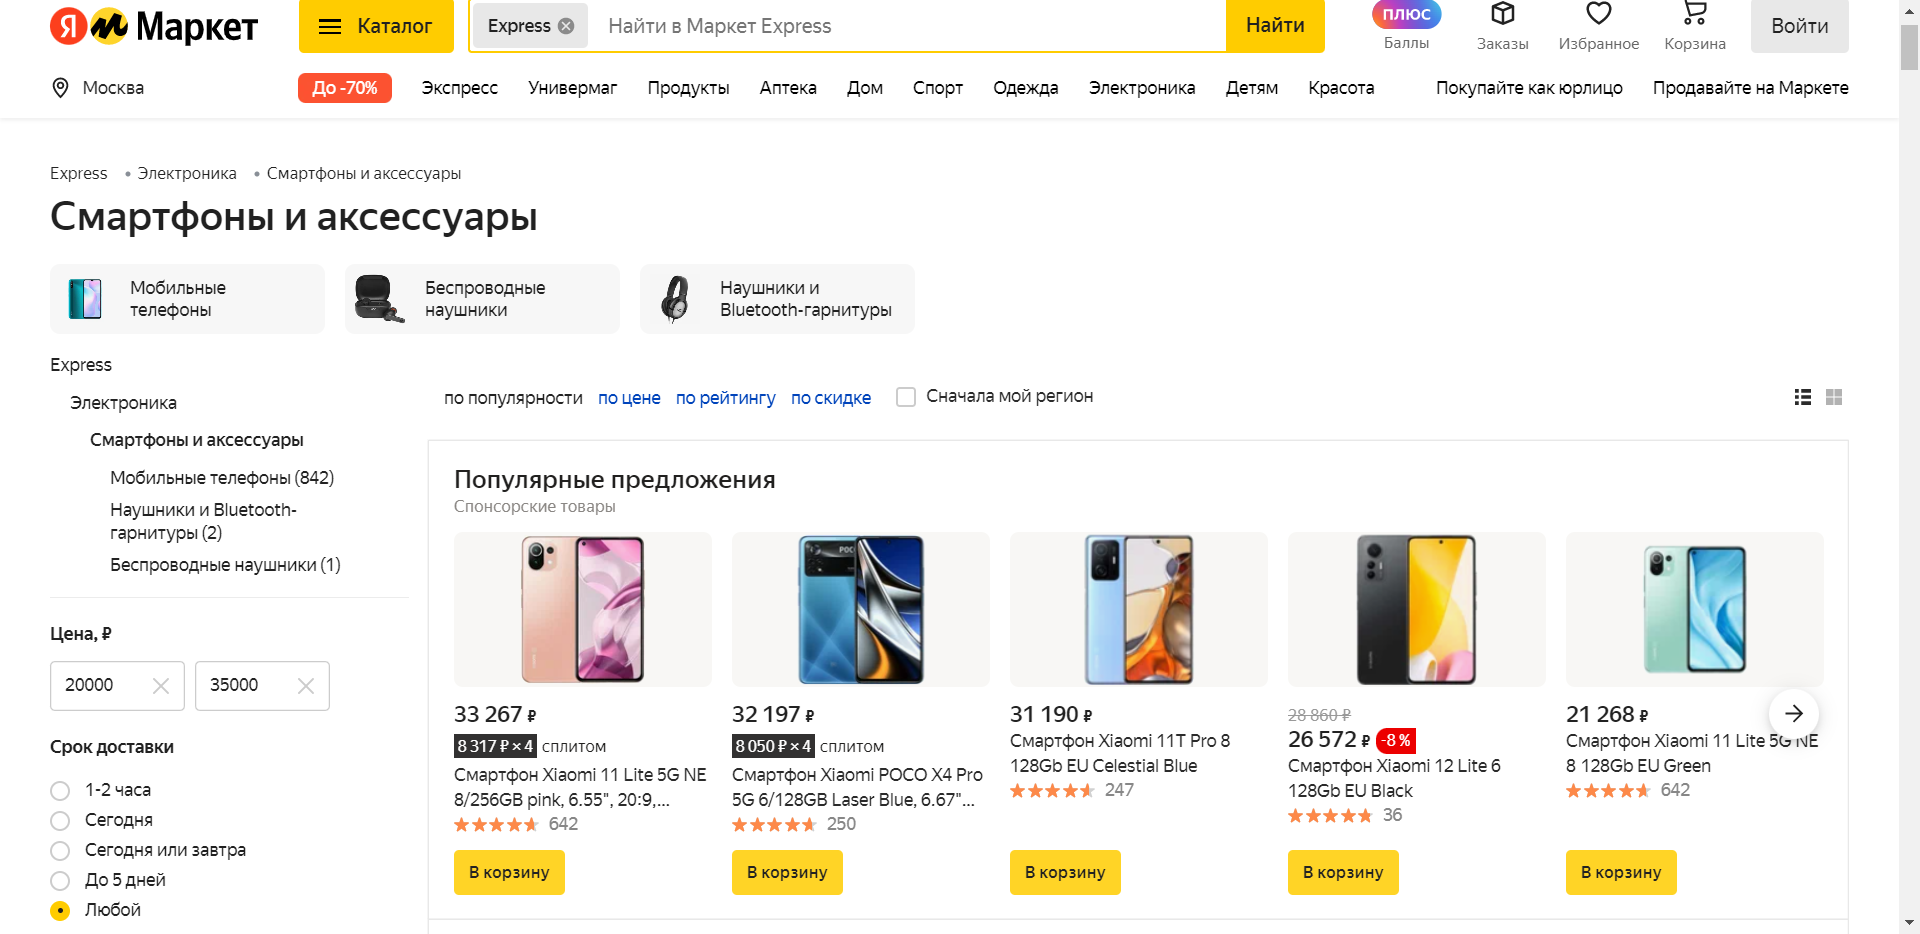 Я М Маркет
Каталог
Express
Найти в Маркет Express
Найти
ПЛЮС
Баллы
Заказы
Избранное
Корзина
Войти
Москва
До -70%
Экспресс
Универмаг
Продукты
Аптека
Дом
Спорт
Одежда
Электроника
Детям
Красота
Покупайте как юрлицо
Продавайте на Маркете
Express • Электроника • Смартфоны и аксессуары
Смартфоны и аксессуары
Мобильные
телефоны
Беспроводные
наушники
Наушники и
Bluetooth-гарнитуры
Express
Электроника
Смартфоны и аксессуары
Мобильные телефоны (842)
Наушники и Bluetooth-
гарнитуры (2)
Беспроводные наушники (1)
Цена, ₽
20000
35000
Срок доставки
1-2 часа
Сегодня
Сегодня или завтра
До 5 дней
Любой
по популярности
по цене
по рейтингу
по скидке
Сначала мой регион
Популярные предложения
Спонсорские товары
33 267 ₽
8 317 ₽ × 4 сплитом
Смартфон Xiaomi 11 Lite 5G NE
8/256GB pink, 6.55", 20:9,...
642
В корзину
32 197 ₽
8 050 ₽ × 4 сплитом
Смартфон Xiaomi POCO X4 Pro
5G 6/128GB Laser Blue, 6.67"...
250
В корзину
31 190 ₽
Смартфон Xiaomi 11T Pro 8
128Gb EU Celestial Blue
247
В корзину
28 860 ₽
26 572 ₽ -8 %
Смартфон Xiaomi 12 Lite 6
128Gb EU Black
36
В корзину
21 268 ₽
Смартфон Xiaomi 11 Lite 5G NE
8 128Gb EU Green
642
В корзину